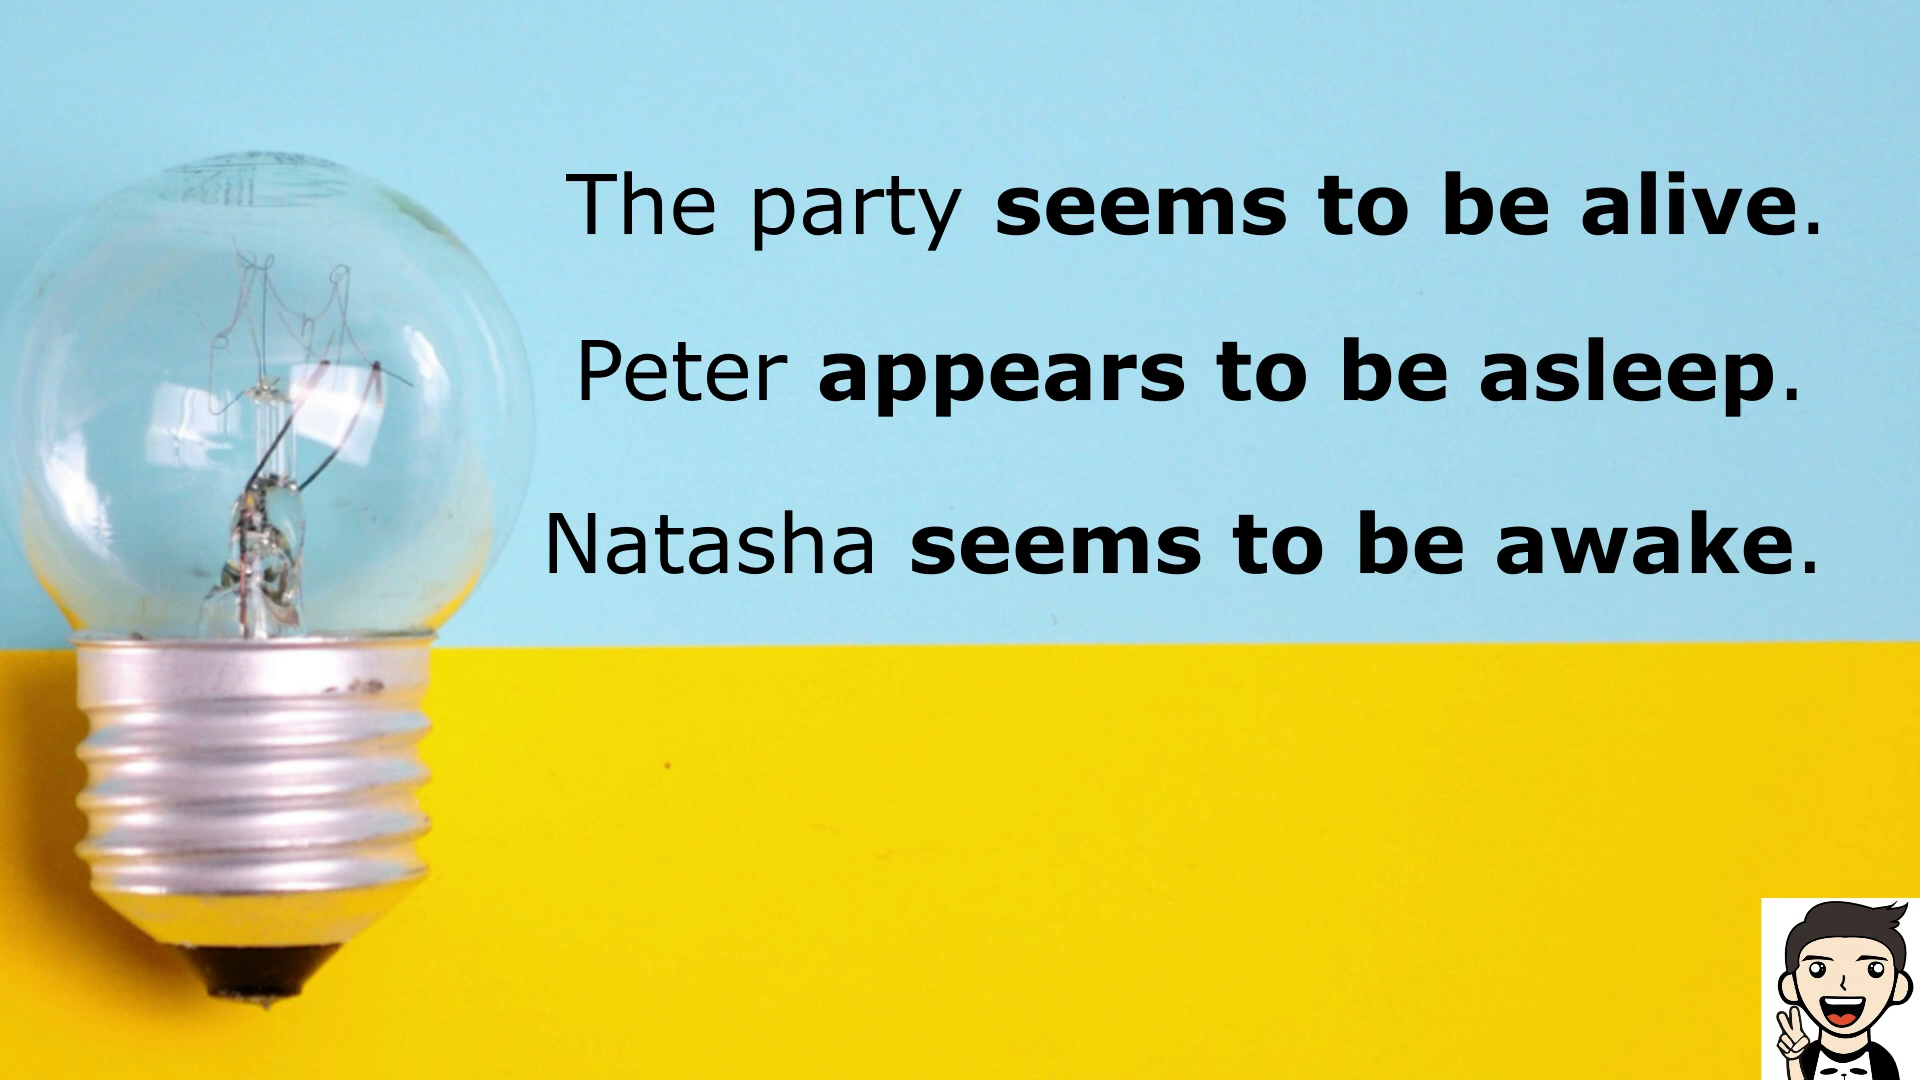 The party seems to be alive.
Peter appears to be asleep.
Natasha seems to be awake.